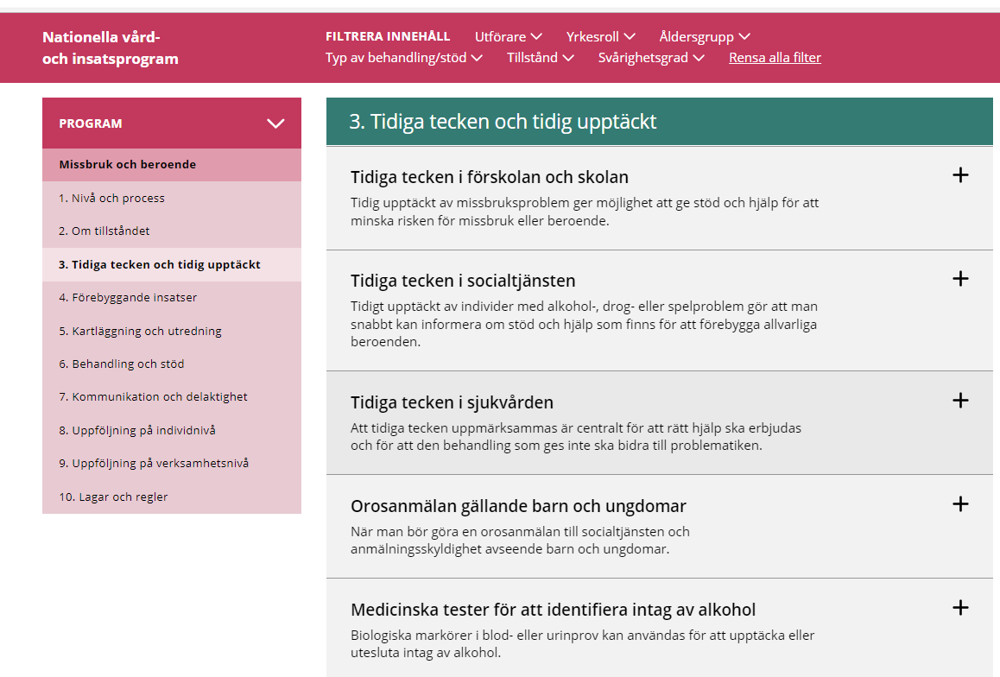 Nationella vård-
och insatsprogram
FILTRERA INNEHÅLL Utförare Yrkesroll Åldersgrupp
Typ av behandling/stöd Tillstånd Svårighetsgrad Rensa alla filter
PROGRAM
Missbruk och beroende
1. Nivå och process
2. Om tillståndet
3. Tidiga tecken och tidig upptäckt
4. Förebyggande insatser
5. Kartläggning och utredning
6. Behandling och stöd
7. Kommunikation och delaktighet
8. Uppföljning på individnivå
9. Uppföljning på verksamhetsnivå
10. Lagar och regler
3. Tidiga tecken och tidig upptäckt
Tidiga tecken i förskolan och skolan
Tidig upptäckt av missbruksproblem ger möjlighet att ge stöd och hjälp för att
minska risken för missbruk eller beroende.
Tidiga tecken i socialtjänsten
Tidigt upptäckt av individer med alkohol-, drog- eller spelproblem gör att man
snabbt kan informera om stöd och hjälp som finns för att förebygga allvarliga
beroenden.
Tidiga tecken i sjukvården
Att tidiga tecken uppmärksammas är centralt för att rätt hjälp ska erbjudas
och för att den behandling som ges inte ska bidra till problematiken.
Orosanmälan gällande barn och ungdomar
När man bör göra en orosanmälan till socialtjänsten och
anmälningsskyldighet avseende barn och ungdomar.
Medicinska tester för att identifiera intag av alkohol
Biologiska markörer i blod- eller urinprov kan användas för att upptäcka eller
utesluta intag av alkohol.